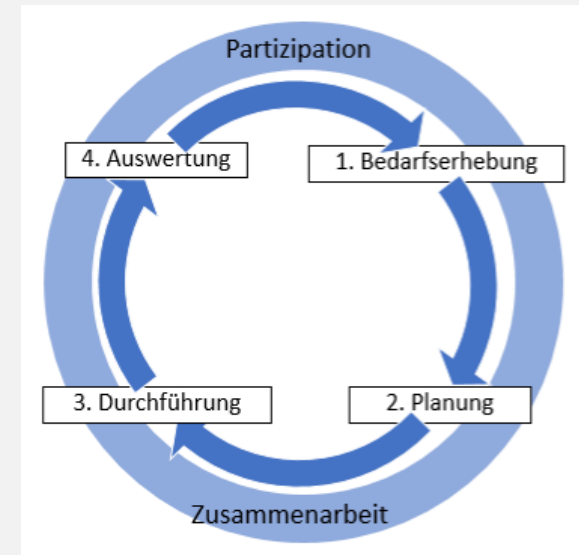 Partizipation
4. Auswertung
1. Bedarfserhebung
3. Durchführung
2. Planung
Zusammenarbeit